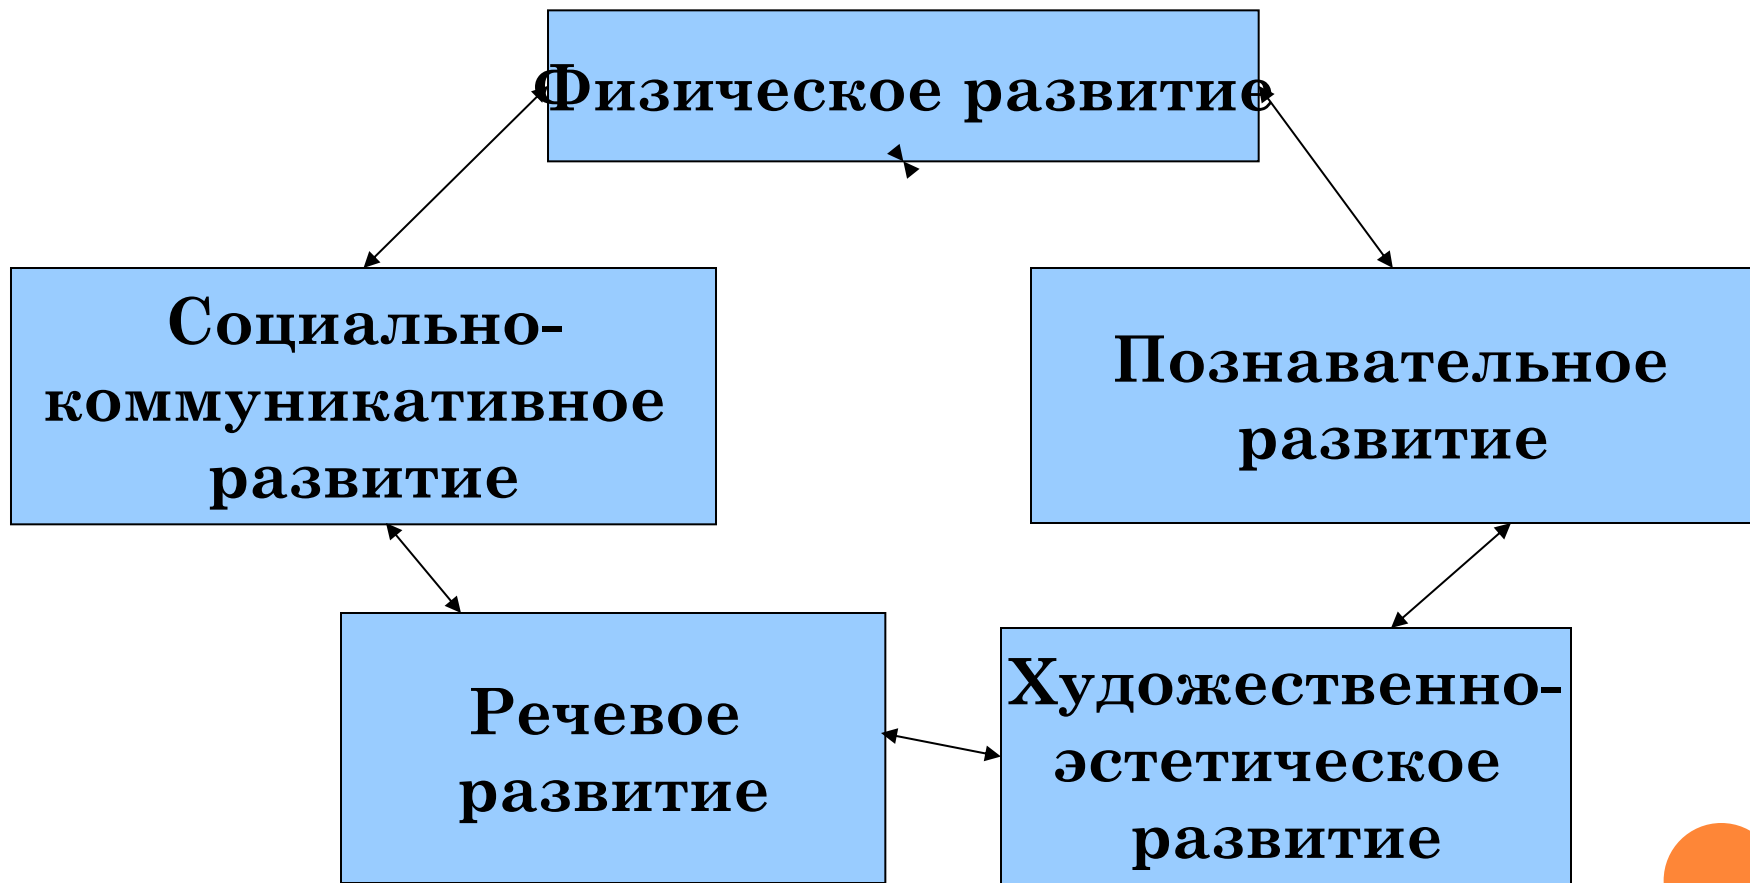 Физическое развитие
Социально-
коммуникативное
развитие
Познавательное
развитие
Речевое
развитие
Художественно-
эстетическое
развитие